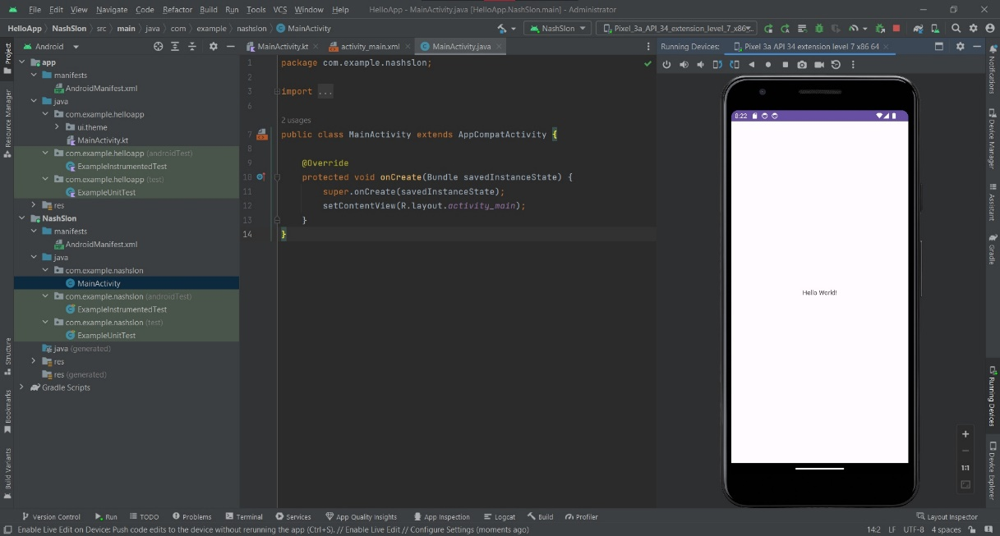 File Edit View Navigate Code Refactor Build Run Tools VCS Window Help HelloApp - MainActivity.java [HelloApp.NashSlon.main] - Administrator
HelloApp NashSlon src main java com example nashslon MainActivity NashSlon Pixel_3a_API_34_extension_level_7_x86...
Android MainActivity.kt activity_main.xml MainActivity.java Running Devices: Pixel 3a API 34 extension level 7 x86 64
Project
Resource Manager
Structure
Bookmarks
Build Variants
app
manifests
AndroidManifest.xml
java
com.example.helloapp
ui.theme
MainActivity.kt
com.example.helloapp (androidTest)
ExampleInstrumentedTest
com.example.helloapp (test)
ExampleUnitTest
res
NashSlon
manifests
AndroidManifest.xml
java
com.example.nashslon
MainActivity
com.example.nashslon (androidTest)
ExampleInstrumentedTest
com.example.nashslon (test)
ExampleUnitTest
java (generated)
res
res (generated)
Gradle Scripts
1 package com.example.nashslon;
2
3 import ...
6
2 usages
7 public class MainActivity extends AppCompatActivity {
8
9 @Override
10 protected void onCreate(Bundle savedInstanceState) {
11 super.onCreate(savedInstanceState);
12 setContentView(R.layout.activity_main);
13 }
14 }
8:22
Hello World!
1:1
Notifications
Device Manager
Assistant
Gradle
Running Devices
Device Explorer
Version Control Run TODO Problems Terminal Services App Quality Insights App Inspection Logcat Build Profiler Layout Inspector
Enable Live Edit on Device: Push code edits to the device without rerunning the app (Ctrl+S). // Enable Live Edit // Configure Settings (moments ago) 14:2 LF UTF-8 4 spaces